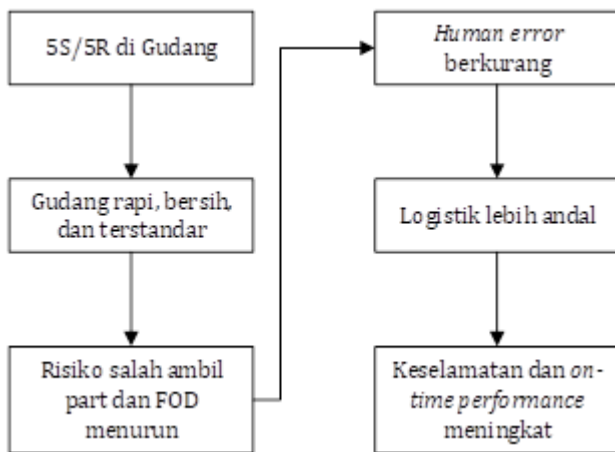 5S/5R di Gudang
Gudang rapi, bersih,
dan terstandar
Risiko salah ambil
part dan FOD
menurun
Human error
berkurang
Logistik lebih andal
Keselamatan dan on-
time performance
meningkat